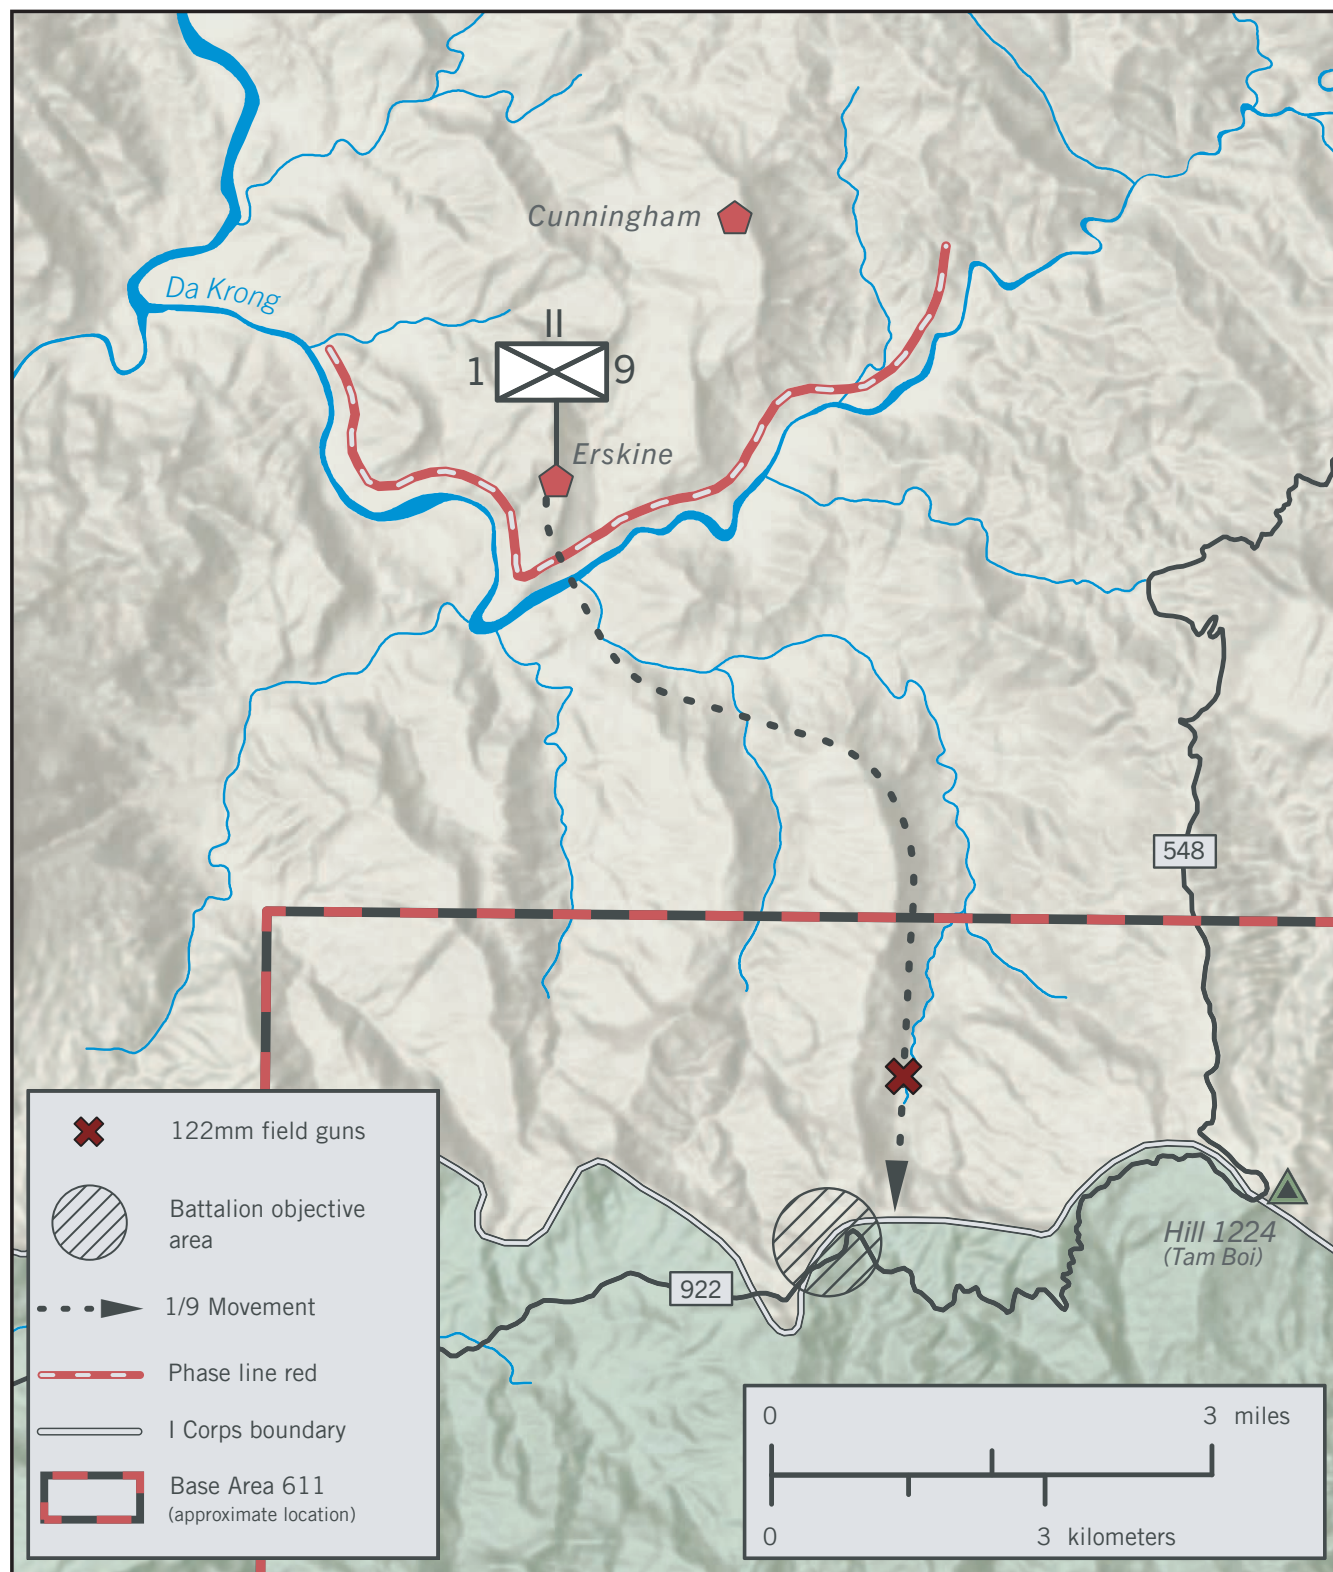 Cunningham
Da Krong
II
1
9
Erskine
548
922
Hill 1224
(Tam Boi)
122mm field guns
Battalion objective
area
1/9 Movement
Phase line red
I Corps boundary
Base Area 611
(approximate location)
0 3 miles
0 3 kilometers